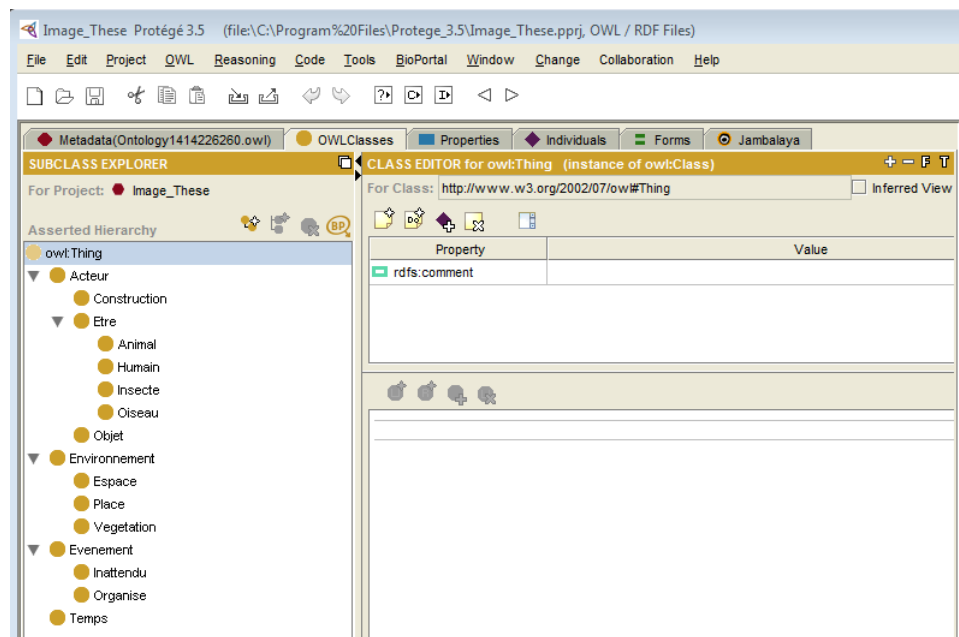 Image_These Protégé 3.5 (file:\C:\Program%20Files\Protege_3.5\Image_These.pprj, OWL / RDF Files)
File Edit Project OWL Reasoning Code Tools BioPortal Window Change Collaboration Help
Metadata(Ontology1414226260.owl) OWLClasses Properties Individuals Forms Jambalaya
SUBCLASS EXPLORER
For Project: Image_These
Asserted Hierarchy
BP
owl:Thing
Acteur
Construction
Etre
Animal
Humain
Insecte
Oiseau
Objet
Environnement
Espace
Place
Vegetation
Evenement
Inattendu
Organise
Temps
CLASS EDITOR for owl:Thing (instance of owl:Class)
F T
For Class: http://www.w3.org/2002/07/owl#Thing
Inferred View
Property Value
rdfs:comment